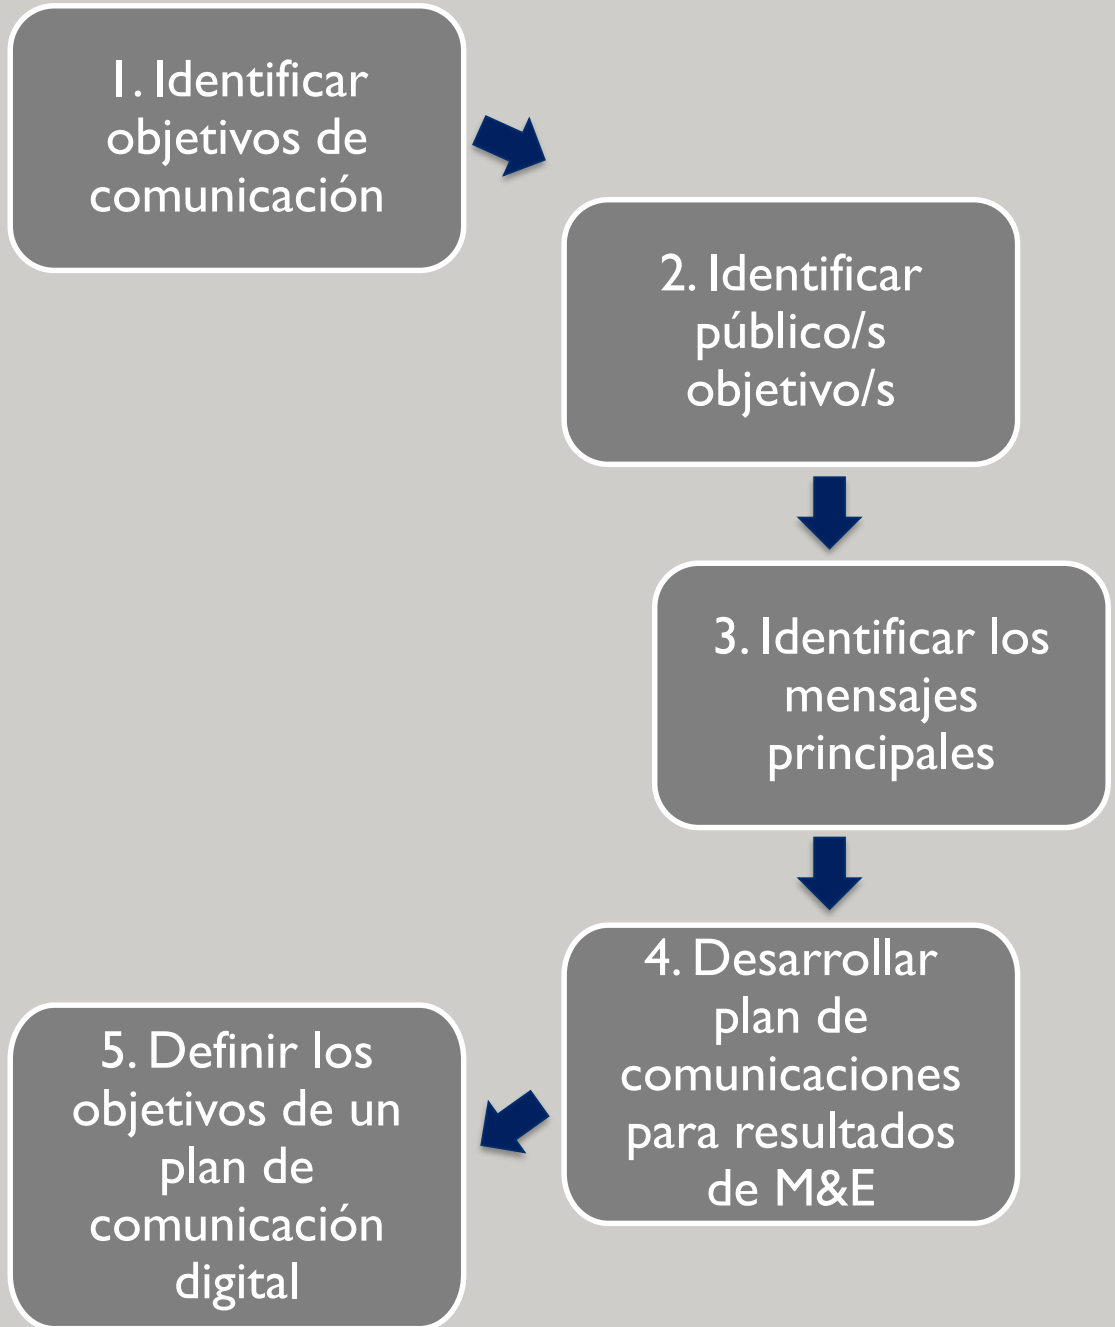 1. Identificar
objetivos de
comunicación
2. Identificar
público/s
objetivo/s
3. Identificar los
mensajes
principales
4. Desarrollar
plan de
comunicaciones
para resultados
de M&E
5. Definir los
objetivos de un
plan de
comunicación
digital